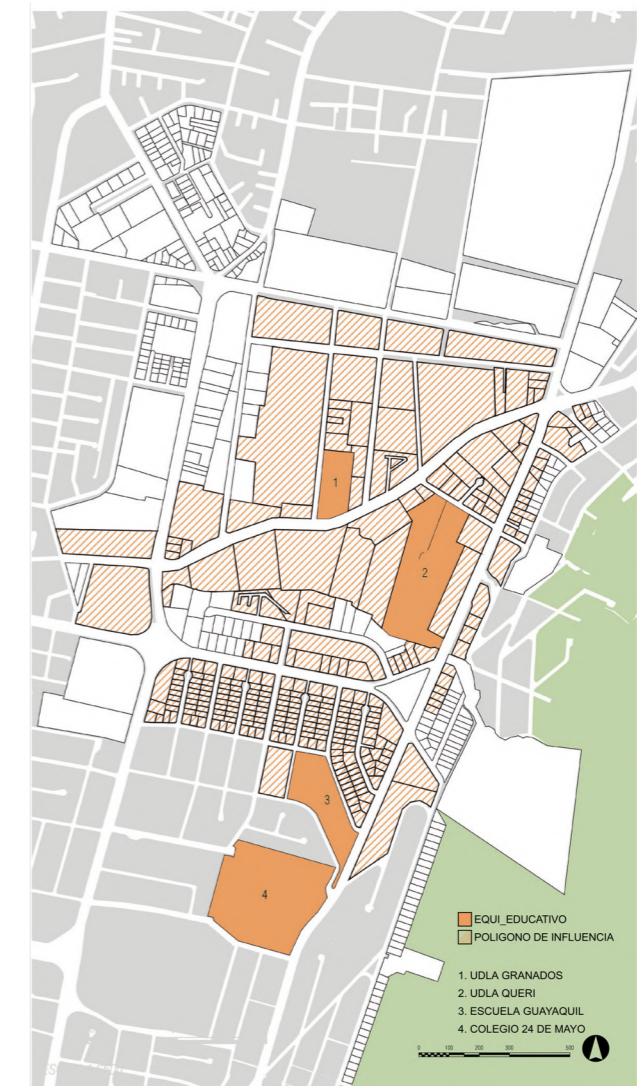 1
2
3
4
EQUI_EDUCATIVO
POLIGONO DE INFLUENCIA
1. UDLA GRANADOS
2. UDLA QUERI
3. ESCUELA GUAYAQUIL
4. COLEGIO 24 DE MAYO
0 100 200 300 500